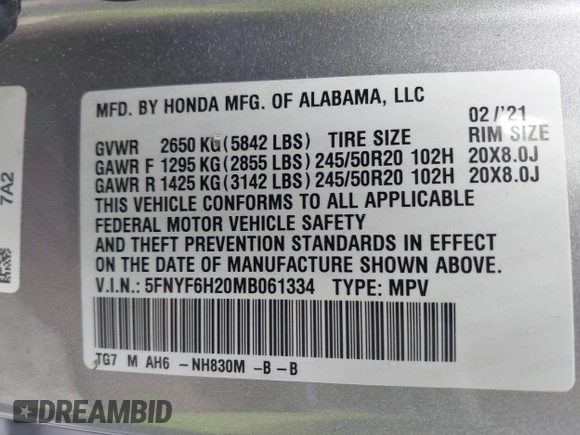 MFD. BY HONDA MFG. OF ALABAMA, LLC
02/'21
GVWR 2650 KG (5842 LBS) TIRE SIZE RIM SIZE
GAWR F 1295 KG (2855 LBS) 245/50R20 102H 20X8.0J
GAWR R 1425 KG (3142 LBS) 245/50R20 102H 20X8.0J
THIS VEHICLE CONFORMS TO ALL APPLICABLE
FEDERAL MOTOR VEHICLE SAFETY
AND THEFT PREVENTION STANDARDS IN EFFECT
ON THE DATE OF MANUFACTURE SHOWN ABOVE.
V.I.N.: 5FNYF6H20MB061334 TYPE: MPV
TG7 M AH6 -NH830M -B-B
7A2
DREAMBID